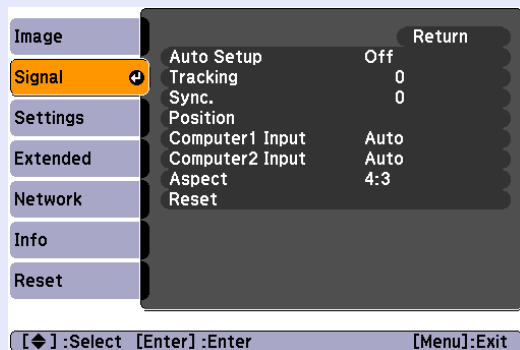 Image
Signal
Settings
Extended
Network
Info
Reset
Return
Auto Setup Off
Tracking 0
Sync. 0
Position
Computer1 Input Auto
Computer2 Input Auto
Aspect 4:3
Reset
[◆] :Select [Enter] :Enter [Menu]:Exit